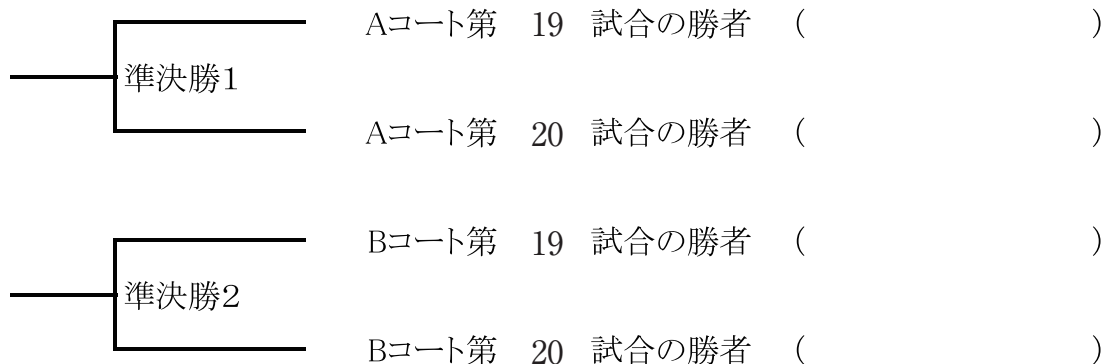 Aコート第 19 試合の勝者 ( )
準決勝1
Aコート第 20 試合の勝者 ( )
Bコート第 19 試合の勝者 ( )
準決勝2
Bコート第 20 試合の勝者 ( )